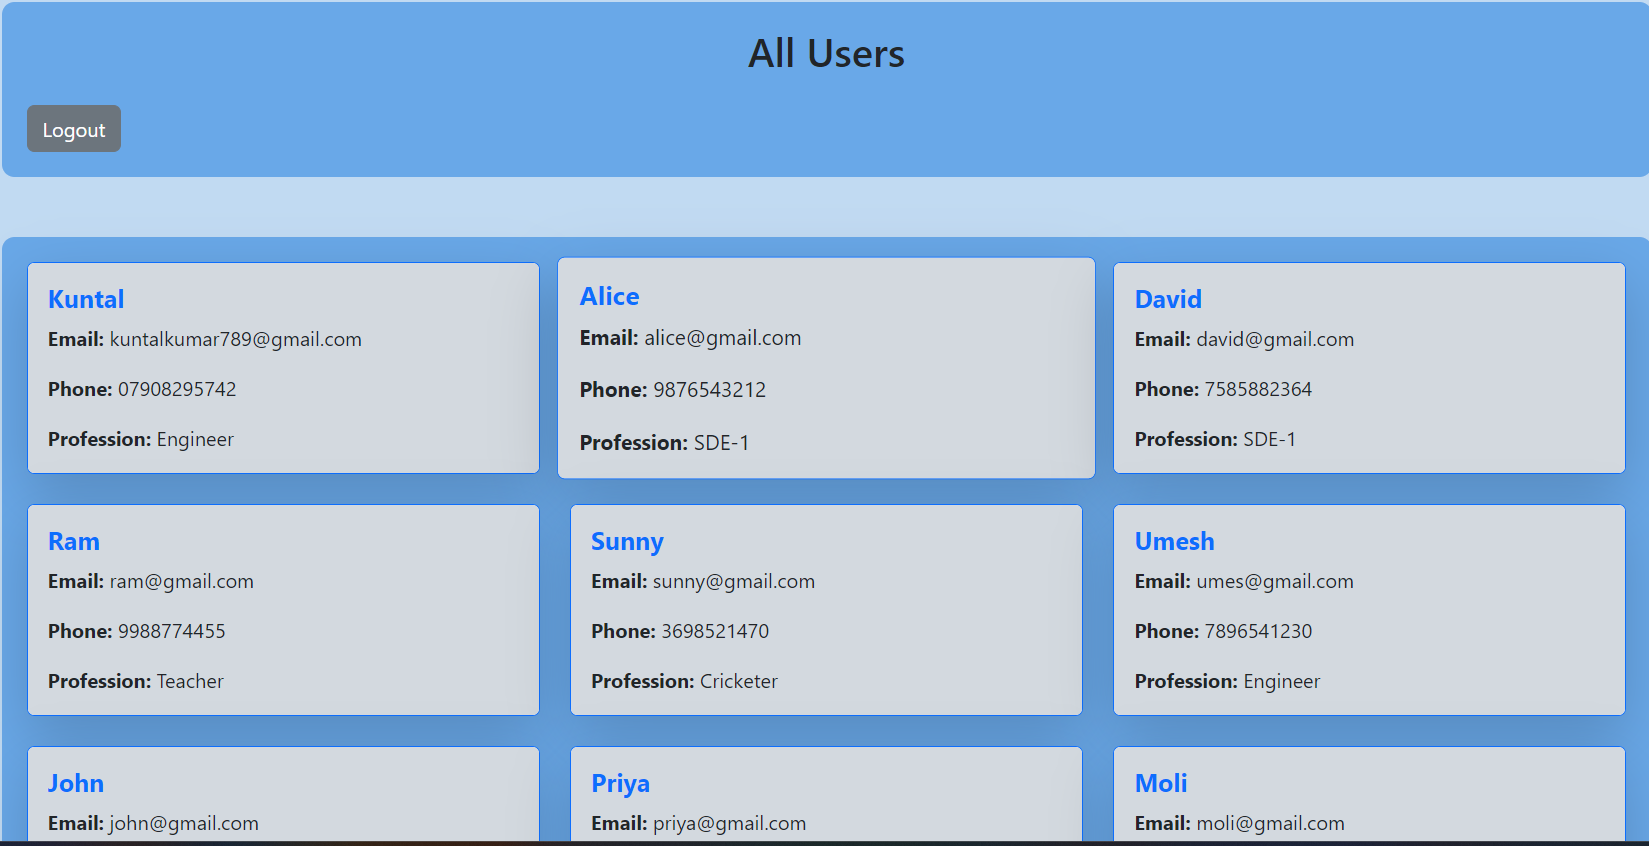 All Users
Logout
Kuntal
Email: kuntalkumar789@gmail.com
Phone: 07908295742
Profession: Engineer
Alice
Email: alice@gmail.com
Phone: 9876543212
Profession: SDE-1
David
Email: david@gmail.com
Phone: 7585882364
Profession: SDE-1
Ram
Email: ram@gmail.com
Phone: 9988774455
Profession: Teacher
Sunny
Email: sunny@gmail.com
Phone: 3698521470
Profession: Cricketer
Umesh
Email: umes@gmail.com
Phone: 7896541230
Profession: Engineer
John
Email: john@gmail.com
Priya
Email: priya@gmail.com
Moli
Email: moli@gmail.com